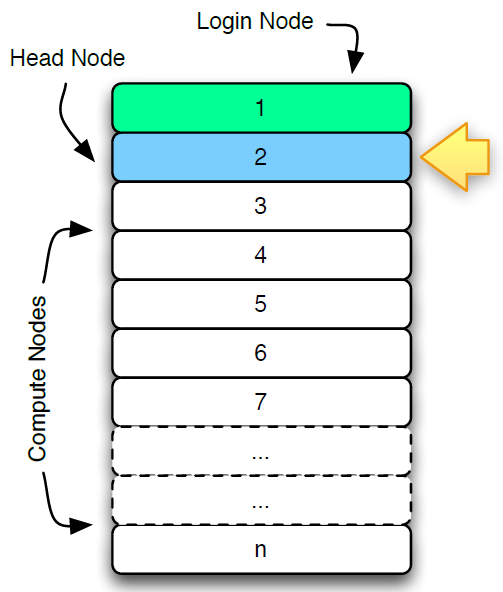 Login Node
Head Node
1
2
3
4
5
6
7
...
...
n
Compute Nodes